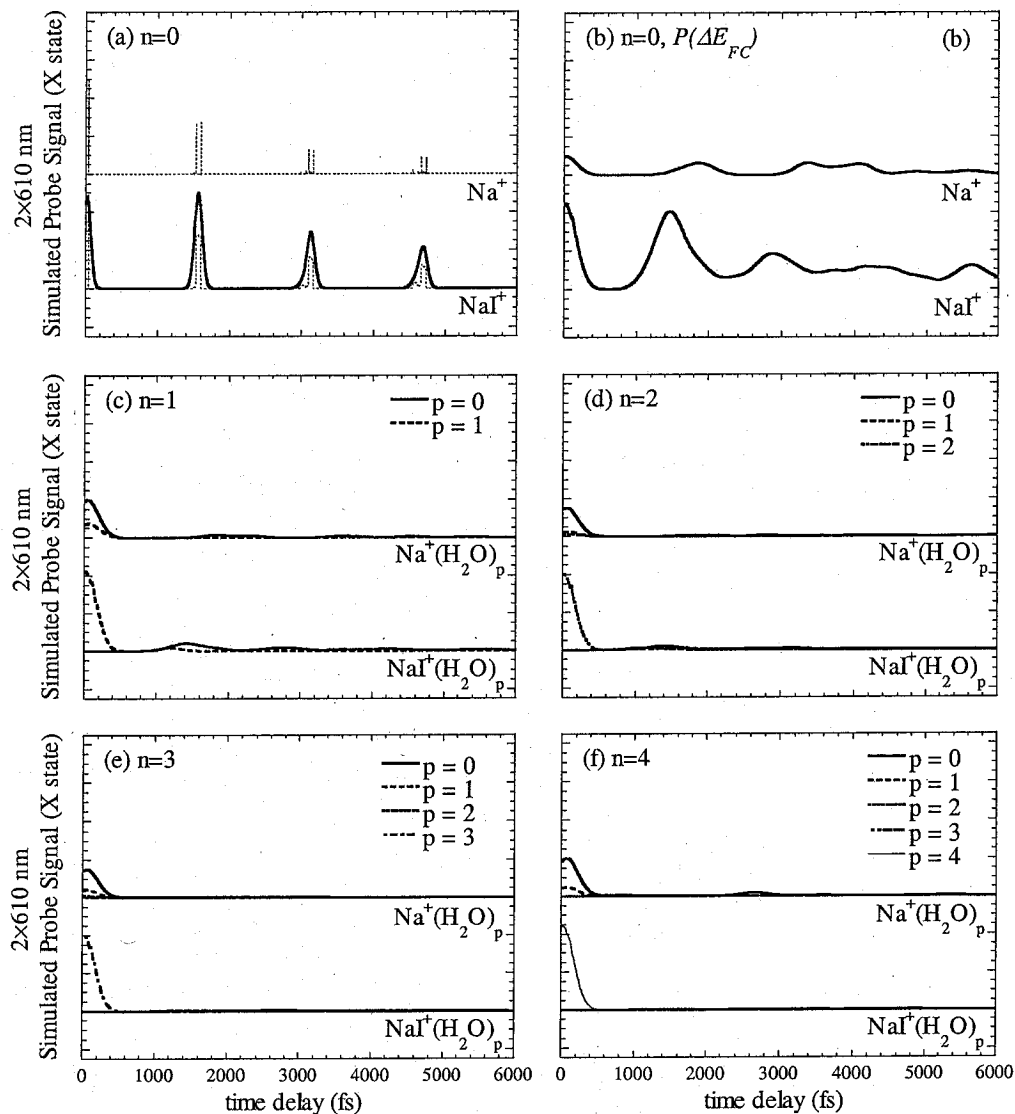 (a) n=0
Na⁺
NaI⁺
2×610 nm
Simulated Probe Signal (X state)
(b) n=0, P(ΔE_FC)
(b)
Na⁺
NaI⁺
(c) n=1
p = 0
p = 1
Na⁺(H₂O)ₚ
NaI⁺(H₂O)ₚ
2×610 nm
Simulated Probe Signal (X state)
(d) n=2
p = 0
p = 1
p = 2
Na⁺(H₂O)ₚ
NaI⁺(H₂O)ₚ
(e) n=3
p = 0
p = 1
p = 2
p = 3
Na⁺(H₂O)ₚ
NaI⁺(H₂O)ₚ
2×610 nm
Simulated Probe Signal (X state)
0 1000 2000 3000 4000 5000 6000
time delay (fs)
(f) n=4
p = 0
p = 1
p = 2
p = 3
p = 4
Na⁺(H₂O)ₚ
NaI⁺(H₂O)ₚ
0 1000 2000 3000 4000 5000 6000
time delay (fs)